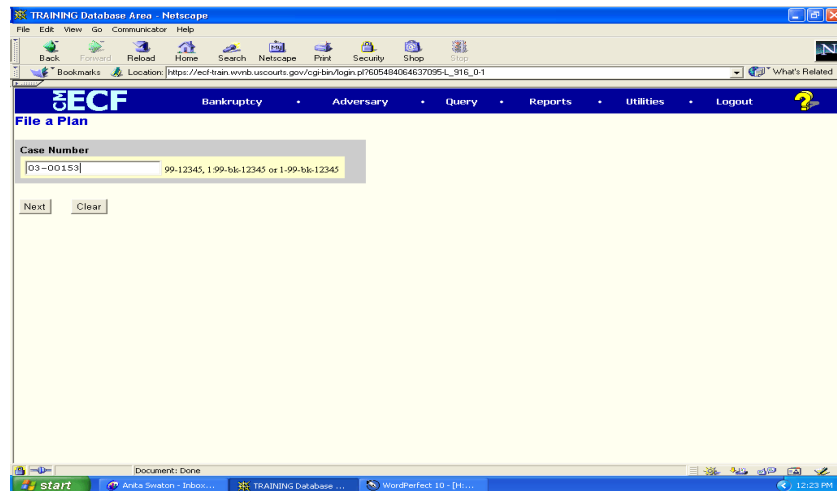 TRAINING Database Area - Netscape
File Edit View Go Communicator Help
Back Forward Reload Home Search Netscape Print Security Shop Stop
N
Bookmarks Location: https://ecf-train.wvnb.uscourts.gov/cgi-bin/login.pl?605484064637095-L_916_0-1 What's Related
CM ECF Bankruptcy • Adversary • Query • Reports • Utilities • Logout ?
File a Plan
Case Number
03-00153 99-12345, 1:99-bk-12345 or 1-99-bk-12345
Next Clear
Document: Done
start Anita Swaton - Inbox... TRAINING Database ... WordPerfect 10 - [H:... 12:23 PM